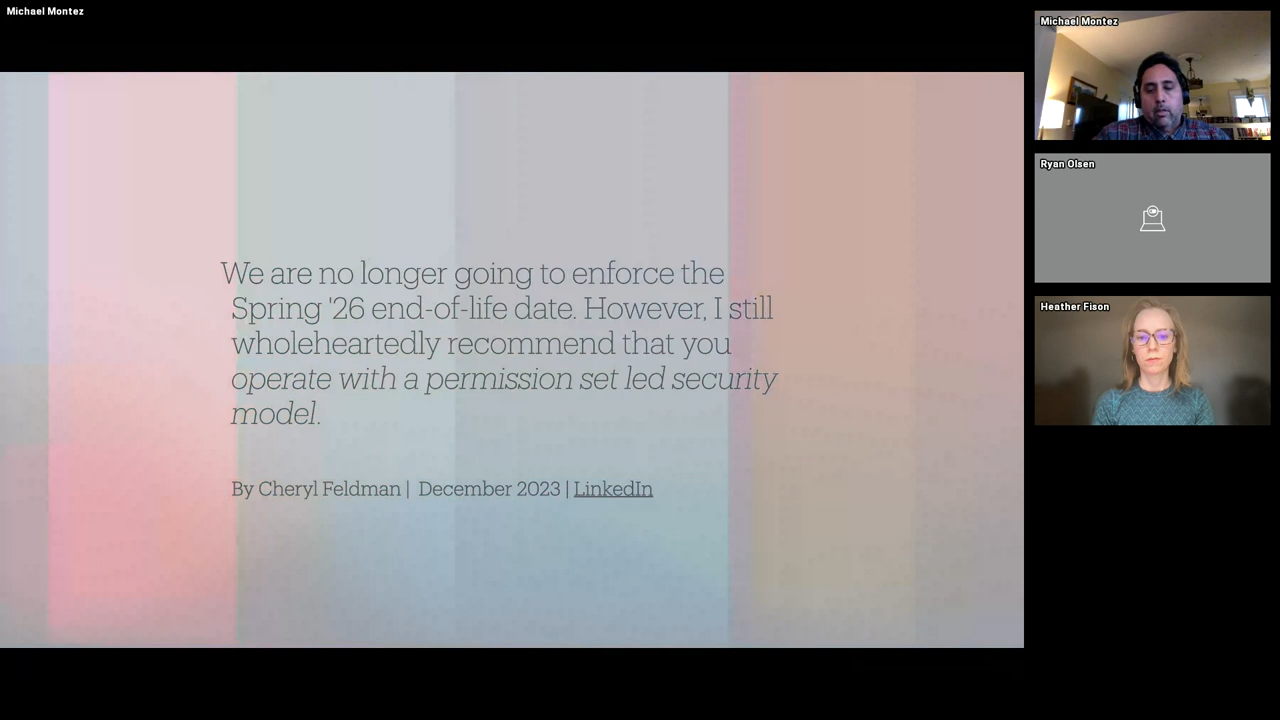 Michael Montez
We are no longer going to enforce the
Spring '26 end-of-life date. However, I still
wholeheartedly recommend that you
operate with a permission set led security
model.
By Cheryl Feldman | December 2023 | LinkedIn
Michael Montez
Ryan Olsen
Heather Fison